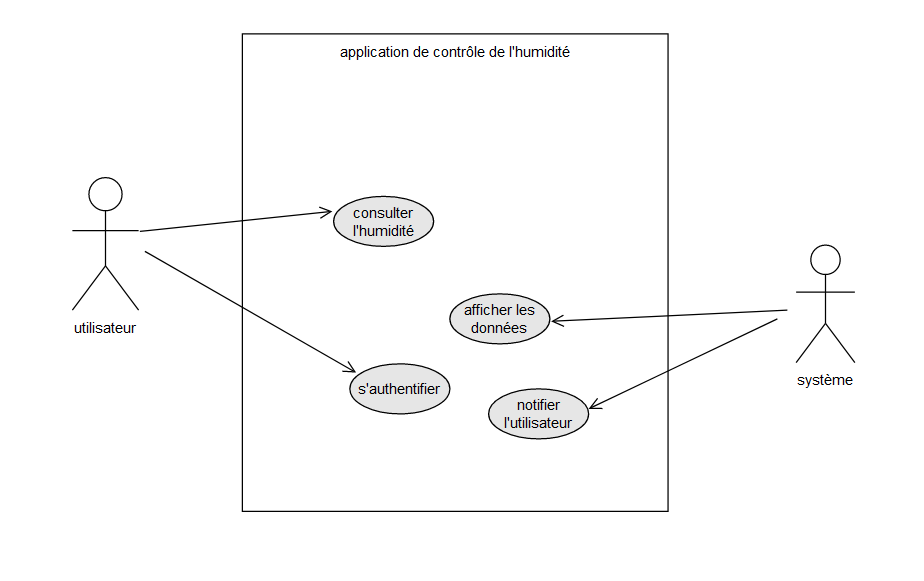 application de contrôle de l'humidité
consulter
l'humidité
utilisateur
afficher les
données
système
s'authentifier
notifier
l'utilisateur